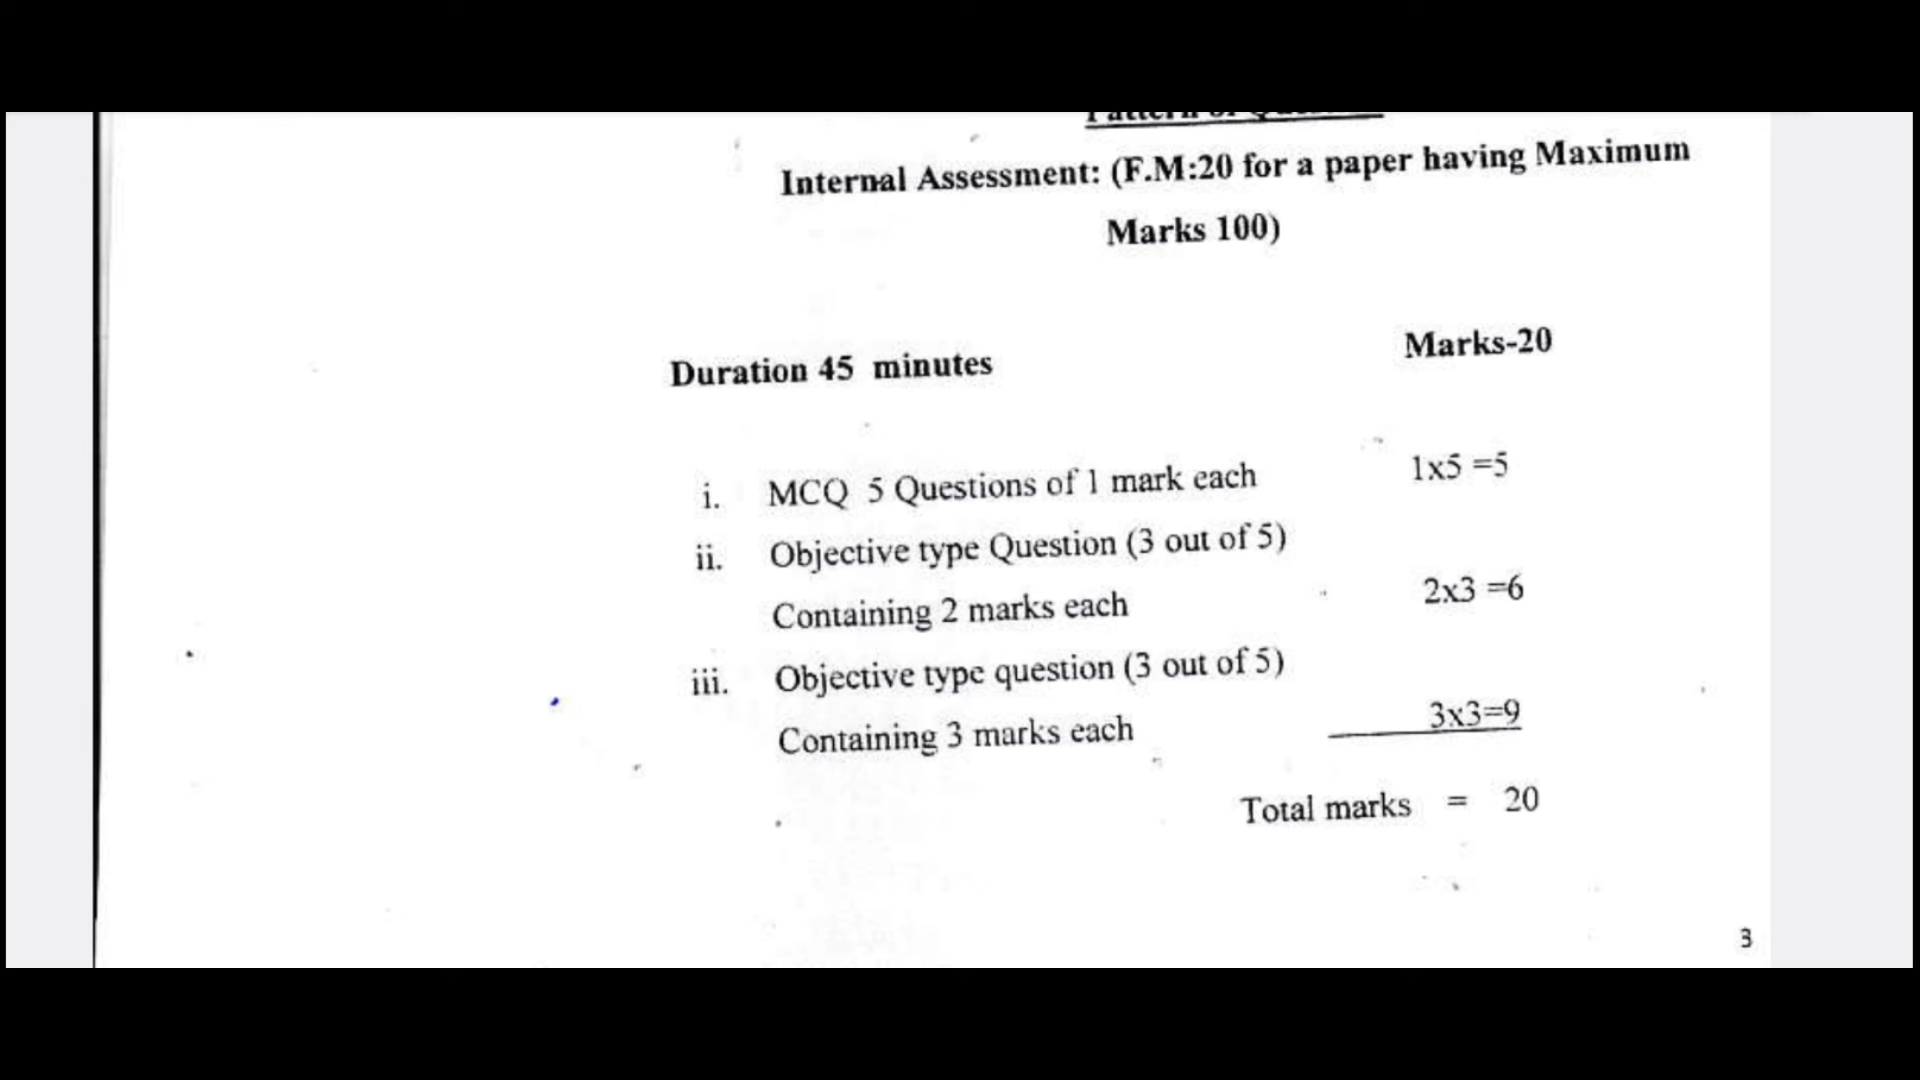 Pattern of
Internal Assessment: (F.M:20 for a paper having Maximum
Marks 100)
Duration 45 minutes Marks-20
i. MCQ 5 Questions of 1 mark each 1x5 =5
ii. Objective type Question (3 out of 5)
Containing 2 marks each 2x3 =6
iii. Objective type question (3 out of 5)
Containing 3 marks each 3x3=9
Total marks = 20
3